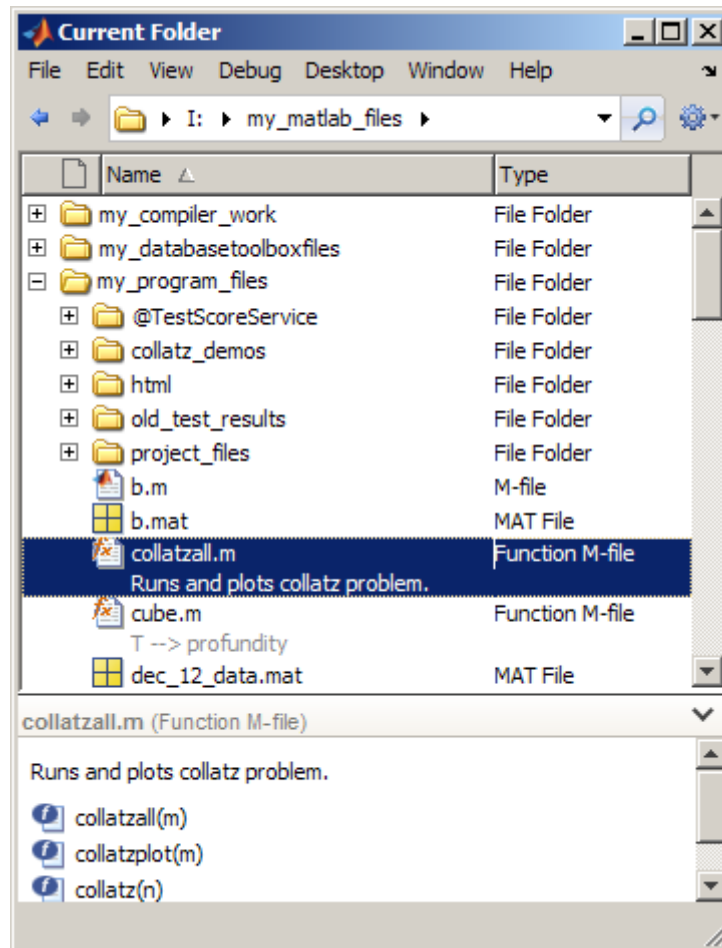 Current Folder
File Edit View Debug Desktop Window Help
I: my_matlab_files
Name Type
my_compiler_work File Folder
my_databasetoolboxfiles File Folder
my_program_files File Folder
@TestScoreService File Folder
collatz_demos File Folder
html File Folder
old_test_results File Folder
project_files File Folder
b.m M-file
b.mat MAT File
collatzall.m Function M-file
Runs and plots collatz problem.
cube.m Function M-file
T --> profundity
dec_12_data.mat MAT File
collatzall.m (Function M-file)
Runs and plots collatz problem.
collatzall(m)
collatzplot(m)
collatz(n)